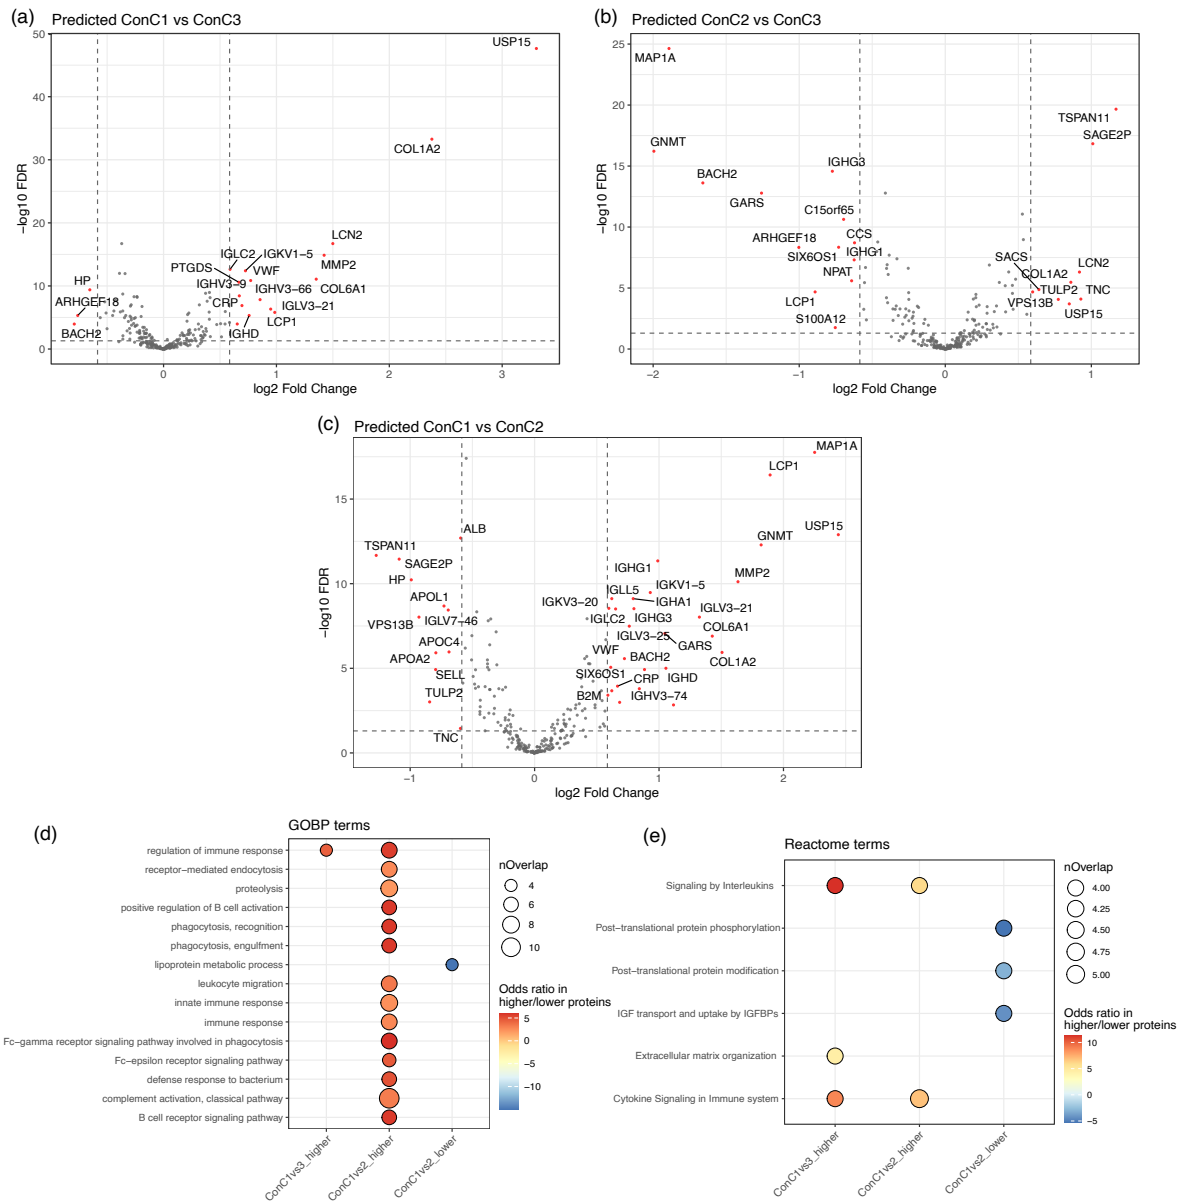 (a)
Predicted ConC1 vs ConC3
−log10 FDR
50
40
30
20
10
0
USP15
COL1A2
LCN2
IGLC2
IGKV1−5
MMP2
PTGDS
VWF
HP
IGHV3−9
IGHV3−66
COL6A1
ARHGEF18
CRP
IGLV3−21
LCP1
BACH2
IGHD
0
1
2
3
log2 Fold Change
(b)
Predicted ConC2 vs ConC3
−log10 FDR
25
20
15
10
5
0
MAP1A
TSPAN11
SAGE2P
GNMT
IGHG3
BACH2
GARS
C15orf65
ARHGEF18
CCS
SIX6OS1
IGHG1
SACS
LCN2
NPAT
COL1A2
TULP2
TNC
LCP1
VPS13B
USP15
S100A12
−2
−1
0
1
log2 Fold Change
(c)
Predicted ConC1 vs ConC2
−log10 FDR
15
10
5
0
MAP1A
LCP1
ALB
USP15
GNMT
TSPAN11
SAGE2P
IGHG1
MMP2
HP
IGLL5
IGKV1−5
APOL1
IGKV3−20
IGHA1
IGLV3−21
VPS13B
IGLV7−46
IGLC2
IGHG3
COL6A1
IGLV3−25
GARS
APOC4
VWF
BACH2
COL1A2
APOA2
SELL
SIX6OS1
CRP
IGHD
TULP2
B2M
IGHV3−74
TNC
−1
0
1
2
log2 Fold Change
(d)
GOBP terms
regulation of immune response
receptor−mediated endocytosis
proteolysis
positive regulation of B cell activation
phagocytosis, recognition
phagocytosis, engulfment
lipoprotein metabolic process
leukocyte migration
innate immune response
immune response
Fc−gamma receptor signaling pathway involved in phagocytosis
Fc−epsilon receptor signaling pathway
defense response to bacterium
complement activation, classical pathway
B cell receptor signaling pathway
ConC1vs3_higher
ConC1vs2_higher
ConC1vs2_lower
nOverlap
4
6
8
10
Odds ratio in
higher/lower proteins
5
0
−5
−10
(e)
Reactome terms
Signaling by Interleukins
Post−translational protein phosphorylation
Post−translational protein modification
IGF transport and uptake by IGFBPs
Extracellular matrix organization
Cytokine Signaling in Immune system
ConC1vs3_higher
ConC1vs2_higher
ConC1vs2_lower
nOverlap
4.00
4.25
4.50
4.75
5.00
Odds ratio in
higher/lower proteins
10
5
0
−5